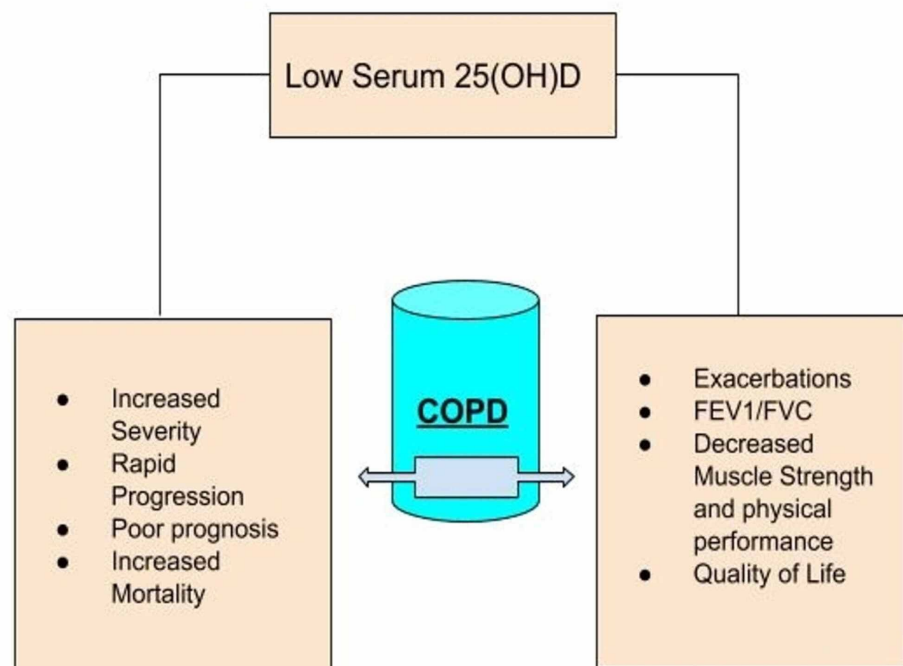 Low Serum 25(OH)D
● Increased
Severity
● Rapid
Progression
● Poor prognosis
● Increased
Mortality
COPD
● Exacerbations
● FEV1/FVC
● Decreased
Muscle Strength
and physical
performance
● Quality of Life